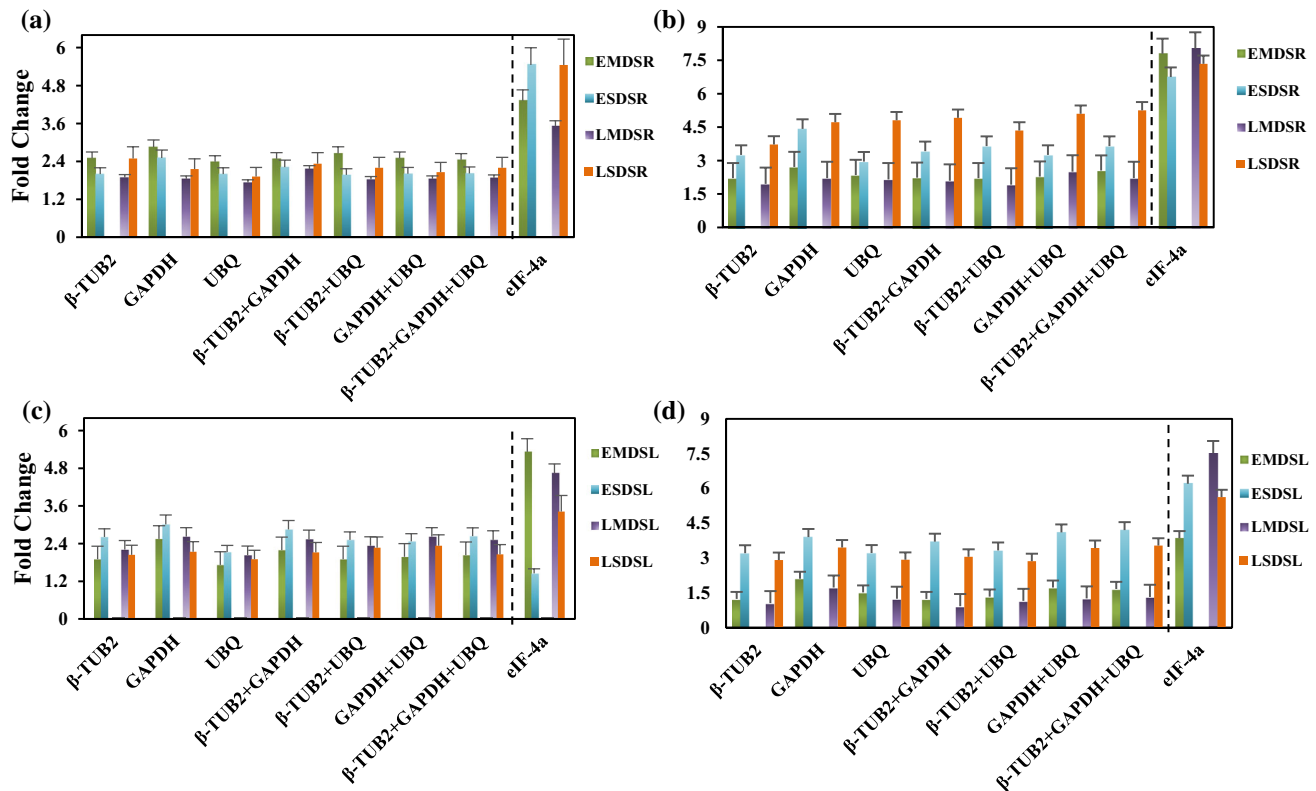 (a)
Fold Change
6
4.8
3.6
2.4
1.2
0
β-TUB2
GAPDH
UBQ
β-TUB2+GAPDH
β-TUB2+UBQ
GAPDH+UBQ
β-TUB2+GAPDH+UBQ
eIF-4a
EMDSR
ESDSR
LMDSR
LSDSR
(b)
9
7.5
6
4.5
3
1.5
0
β-TUB2
GAPDH
UBQ
β-TUB2+GAPDH
β-TUB2+UBQ
GAPDH+UBQ
β-TUB2+GAPDH+UBQ
eIF-4a
EMDSR
ESDSR
LMDSR
LSDSR
(c)
Fold Change
6
4.8
3.6
2.4
1.2
0
β-TUB2
GAPDH
UBQ
β-TUB2+GAPDH
β-TUB2+UBQ
GAPDH+UBQ
β-TUB2+GAPDH+UBQ
eIF-4a
EMDSL
ESDSL
LMDSL
LSDSL
(d)
9
7.5
6
4.5
3
1.5
0
β-TUB2
GAPDH
UBQ
β-TUB2+GAPDH
β-TUB2+UBQ
GAPDH+UBQ
β-TUB2+GAPDH+UBQ
eIF-4a
EMDSL
ESDSL
LMDSL
LSDSL